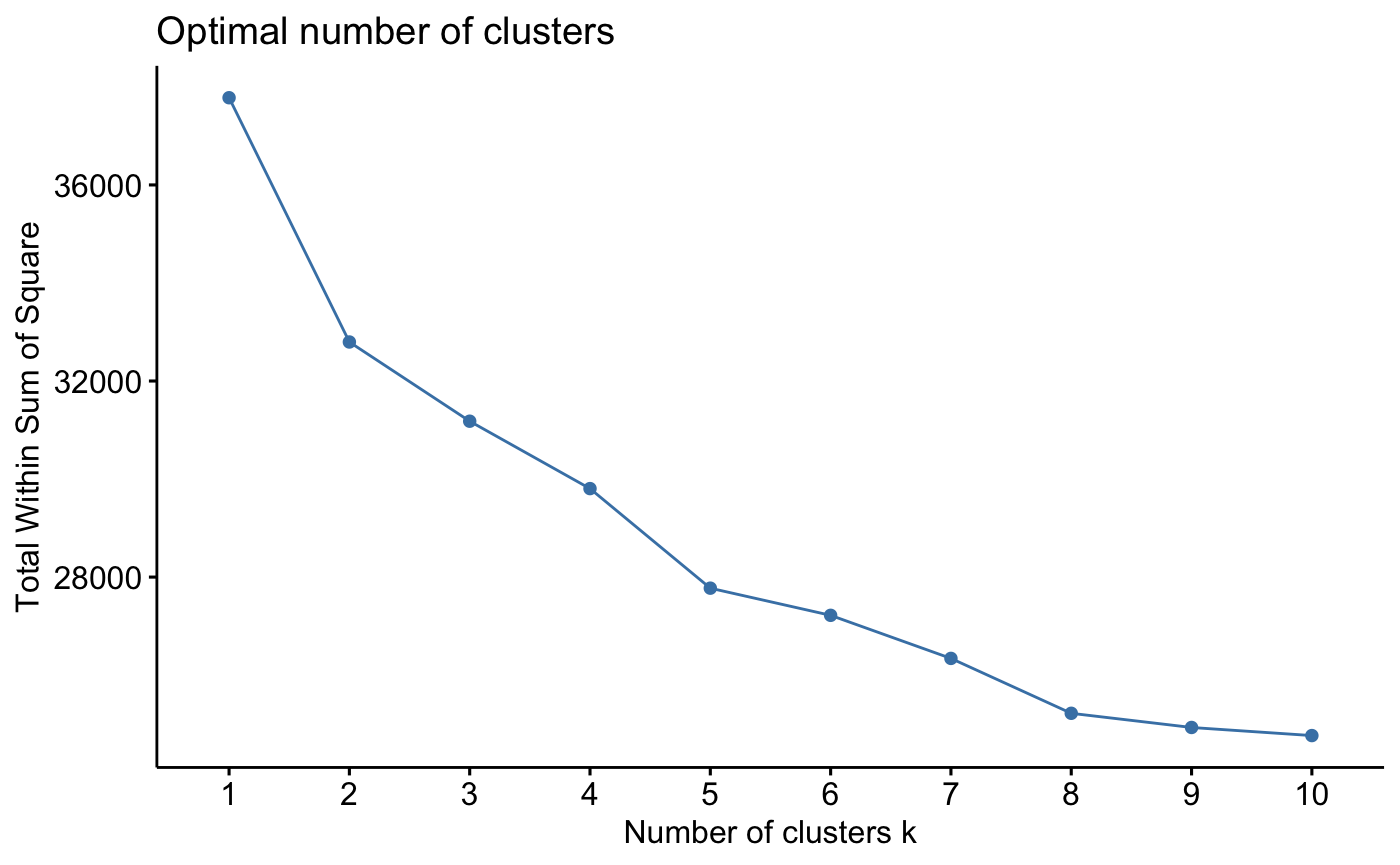 Optimal number of clusters
Total Within Sum of Square
36000
32000
28000
1 2 3 4 5 6 7 8 9 10
Number of clusters k